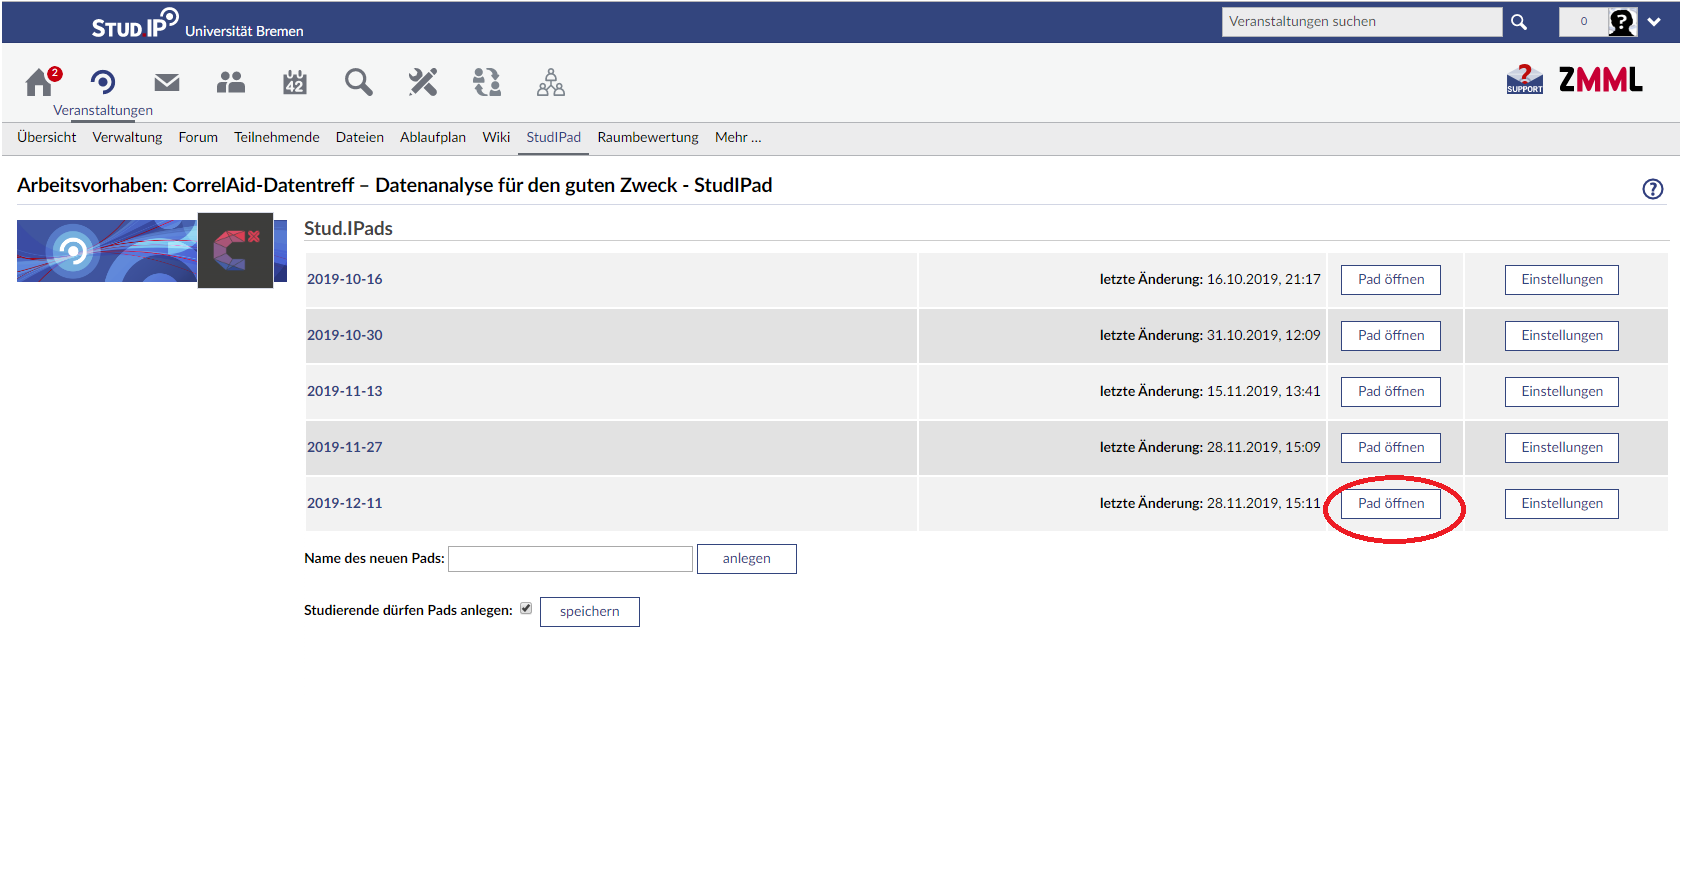 STUD.IP Universität Bremen
Veranstaltungen suchen
0
2
42
Veranstaltungen
? SUPPORT
ZMML
Übersicht Verwaltung Forum Teilnehmende Dateien Ablaufplan Wiki StudIPad Raumbewertung Mehr ...
Arbeitsvorhaben: CorrelAid-Datentreff – Datenanalyse für den guten Zweck - StudIPad
?
Stud.IPads
2019-10-16 letzte Änderung: 16.10.2019, 21:17 Pad öffnen Einstellungen
2019-10-30 letzte Änderung: 31.10.2019, 12:09 Pad öffnen Einstellungen
2019-11-13 letzte Änderung: 15.11.2019, 13:41 Pad öffnen Einstellungen
2019-11-27 letzte Änderung: 28.11.2019, 15:09 Pad öffnen Einstellungen
2019-12-11 letzte Änderung: 28.11.2019, 15:11 Pad öffnen Einstellungen
Name des neuen Pads: anlegen
Studierende dürfen Pads anlegen: speichern